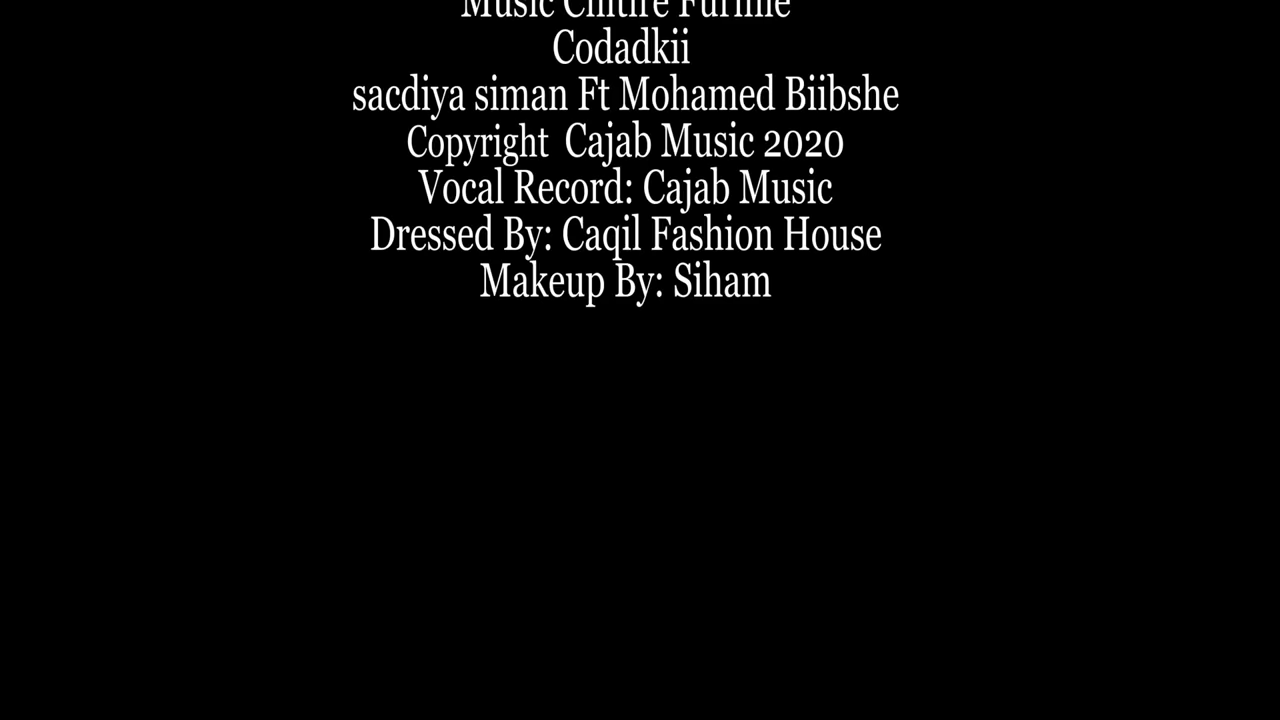 Music
Codadkii
sacdiya siman Ft Mohamed Biibshe
Copyright Cajab Music 2020
Vocal Record: Cajab Music
Dressed By: Caqil Fashion House
Makeup By: Siham